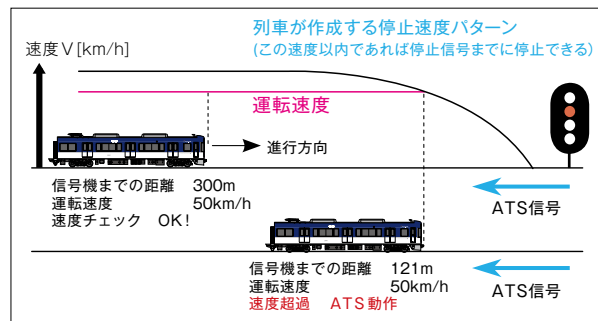 列車が作成する停止速度パターン
(この速度以内であれば停止信号までに停止できる)
速度V[km/h]
運転速度
進行方向
信号機までの距離 300m
運転速度 50km/h
速度チェック OK!
ATS信号
信号機までの距離 121m
運転速度 50km/h
速度超過 ATS動作
ATS信号